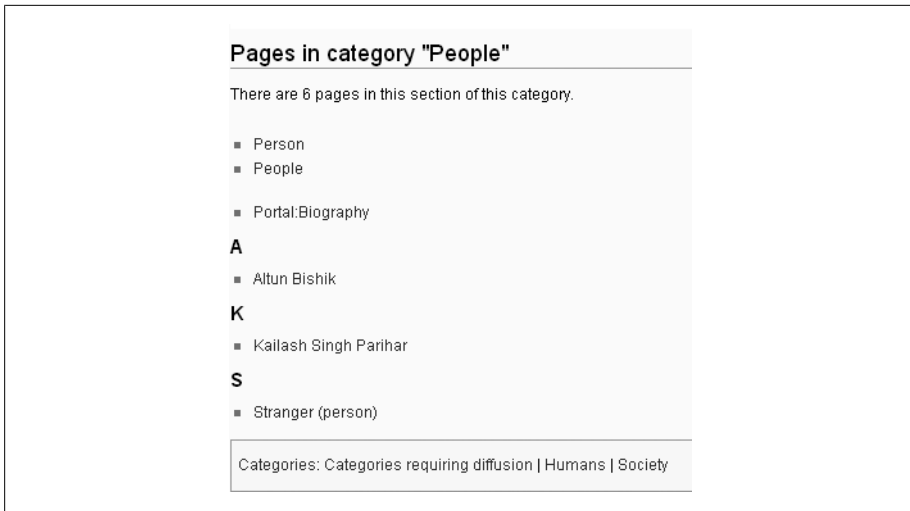 Pages in category "People"
There are 6 pages in this section of this category.
Person
People
Portal:Biography
A
Altun Bishik
K
Kailash Singh Parihar
S
Stranger (person)
Categories: Categories requiring diffusion | Humans | Society